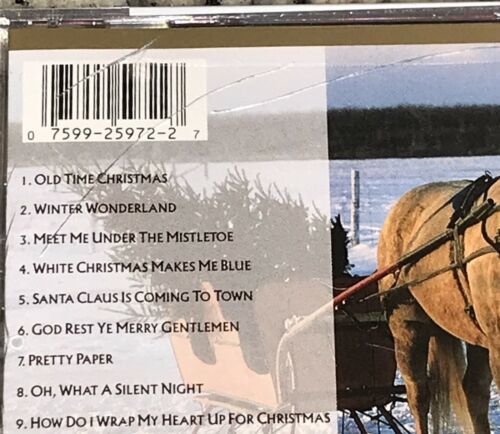 0 7599-25972-2 7
1. OLD TIME CHRISTMAS
2. WINTER WONDERLAND
3. MEET ME UNDER THE MISTLETOE
4. WHITE CHRISTMAS MAKES ME BLUE
5. SANTA CLAUS IS COMING TO TOWN
6. GOD REST YE MERRY GENTLEMEN
7. PRETTY PAPER
8. OH, WHAT A SILENT NIGHT
9. HOW DO I WRAP MY HEART UP FOR CHRISTMAS